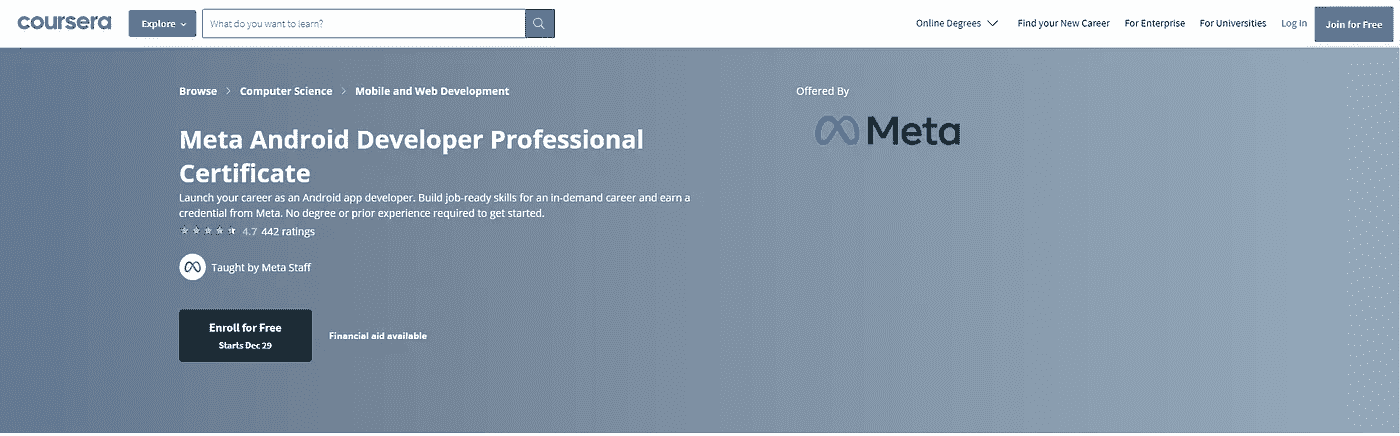 coursera
Explore
What do you want to learn?
Online Degrees
Find your New Career
For Enterprise
For Universities
Log In
Join for Free
Browse > Computer Science > Mobile and Web Development
Offered By
Meta
Meta Android Developer Professional
Certificate
Launch your career as an Android app developer. Build job-ready skills for an in-demand career and earn a
credential from Meta. No degree or prior experience required to get started.
4.7 442 ratings
Taught by Meta Staff
Enroll for Free
Starts Dec 29
Financial aid available